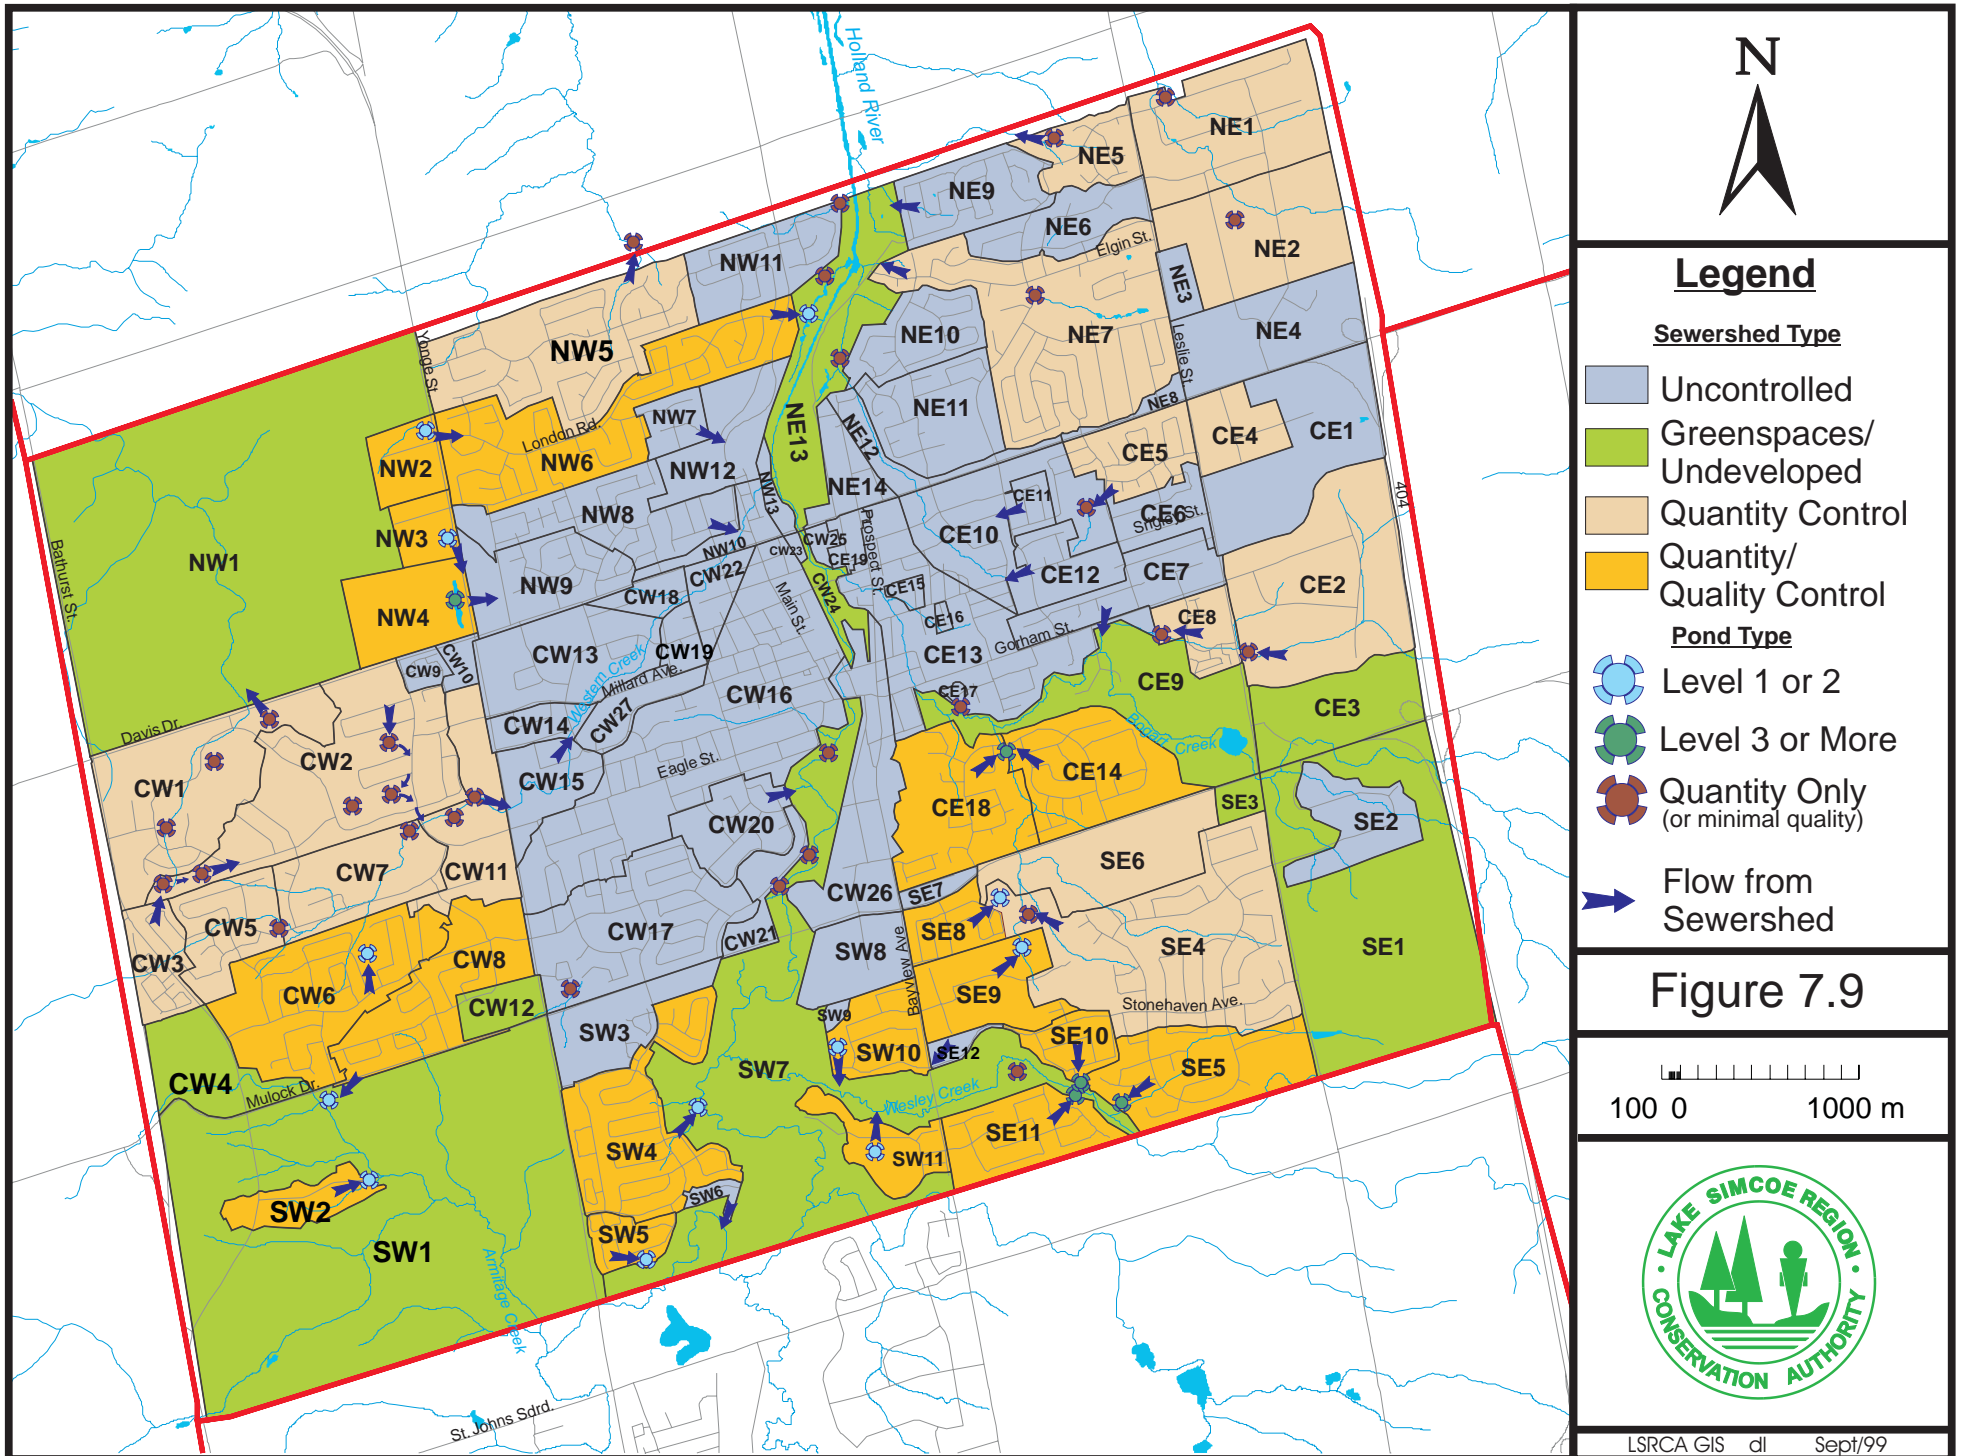 N
Legend
Sewershed Type
Uncontrolled
Greenspaces/
Undeveloped
Quantity Control
Quantity/
Quality Control
Pond Type
Level 1 or 2
Level 3 or More
Quantity Only
(or minimal quality)
Flow from
Sewershed
Figure 7.9
100 0 1000 m
LAKE SIMCOE REGION
CONSERVATION AUTHORITY
LSRCA GIS dl Sept/99
Holland River
NE1
NE5
NE9
NE6
Elgin St.
NE2
NE3
NW11
NE10
NE7
NE4
Leslie St.
Yonge St.
NW5
NE11
NE8
NE12
NE13
NW7
London Rd.
NW6
NW2
NW12
NW13
NE14
CE5
CE4
CE1
404
NW3
NW8
NW10
CE11
CE10
CE6
Srigley St.
NW1
Bathurst St.
NW9
CW22
CW23
CW25
CE19
Prospect St.
CE15
CE12
CE7
CE2
NW4
CW18
Main St.
CW24
CE16
CE8
Gorham St.
CW9
CW10
CW13
CW19
CE13
Western Creek
Millard Ave.
CW16
CE17
CE9
CE3
Davis Dr.
CW14
CW27
Bogart Creek
CW1
CW2
CW15
Eagle St.
CE14
CE18
SE3
SE2
CW20
CW7
CW11
SE6
CW26
SE7
CW5
CW17
CW21
SW8
Bayview Ave
SE8
SE4
SE1
CW3
CW8
CW6
CW12
SE9
Stonehaven Ave.
SW3
SW9
SW10
SE12
SE10
SE5
CW4
Mulock Dr.
SW7
Wesley Creek
SE11
SW4
SW11
SW2
SW6
SW5
SW1
Armitage Creek
St. Johns Sdrd.